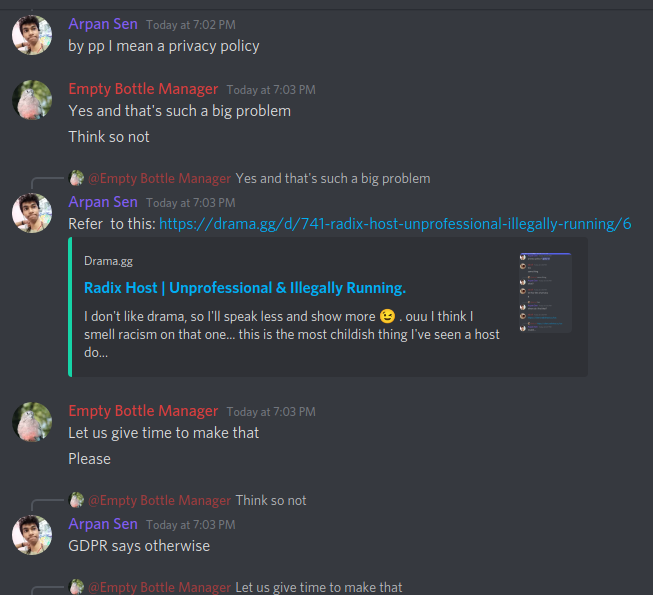 Arpan Sen Today at 7:02 PM
by pp I mean a privacy policy
Empty Bottle Manager Today at 7:03 PM
Yes and that's such a big problem
Think so not
@Empty Bottle Manager Yes and that's such a big problem
Arpan Sen Today at 7:03 PM
Refer to this: https://drama.gg/d/741-radix-host-unprofessional-illegally-running/6
Drama.gg
Radix Host | Unprofessional & Illegally Running.
I don't like drama, so I'll speak less and show more 😉 . ouu I think I
smell racism on that one... this is the most childish thing I've seen a host
do...
Empty Bottle Manager Today at 7:03 PM
Let us give time to make that
Please
@Empty Bottle Manager Think so not
Arpan Sen Today at 7:03 PM
GDPR says otherwise
@Empty Bottle Manager Let us give time to make that